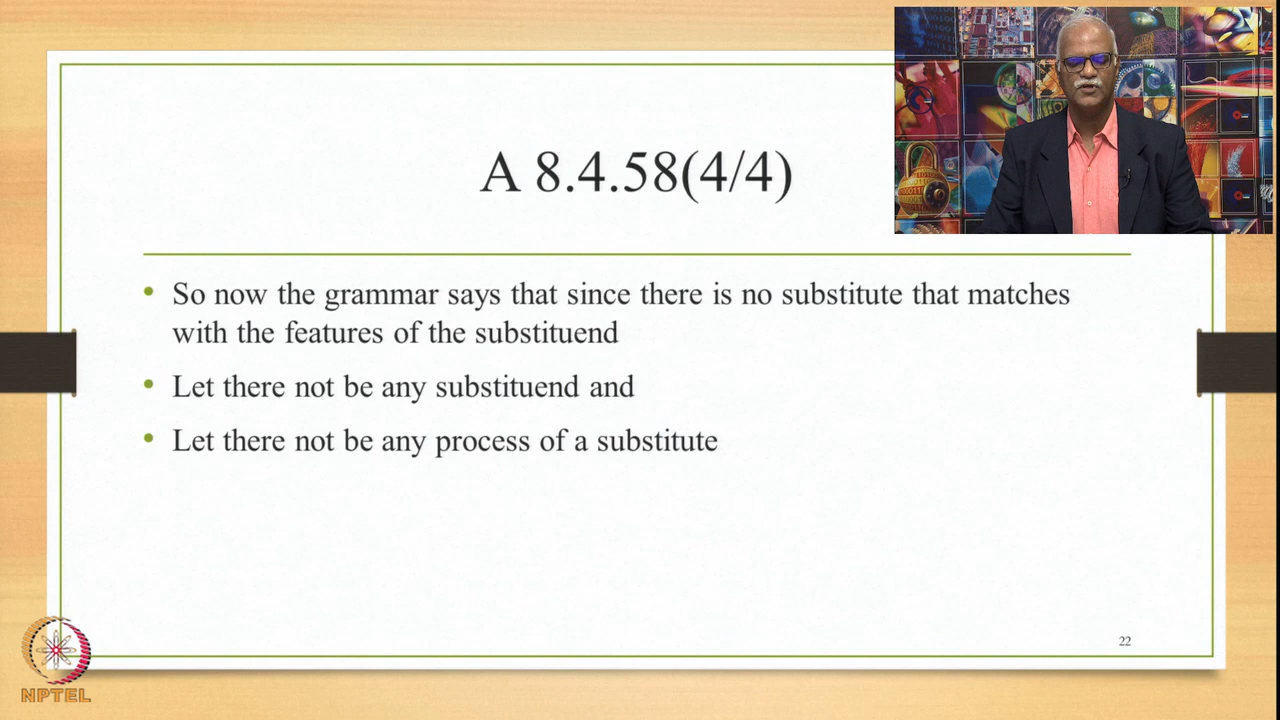 A 8.4.58(4/4)
• So now the grammar says that since there is no substitute that matches
with the features of the substituend
• Let there not be any substituend and
• Let there not be any process of a substitute
22
NPTEL